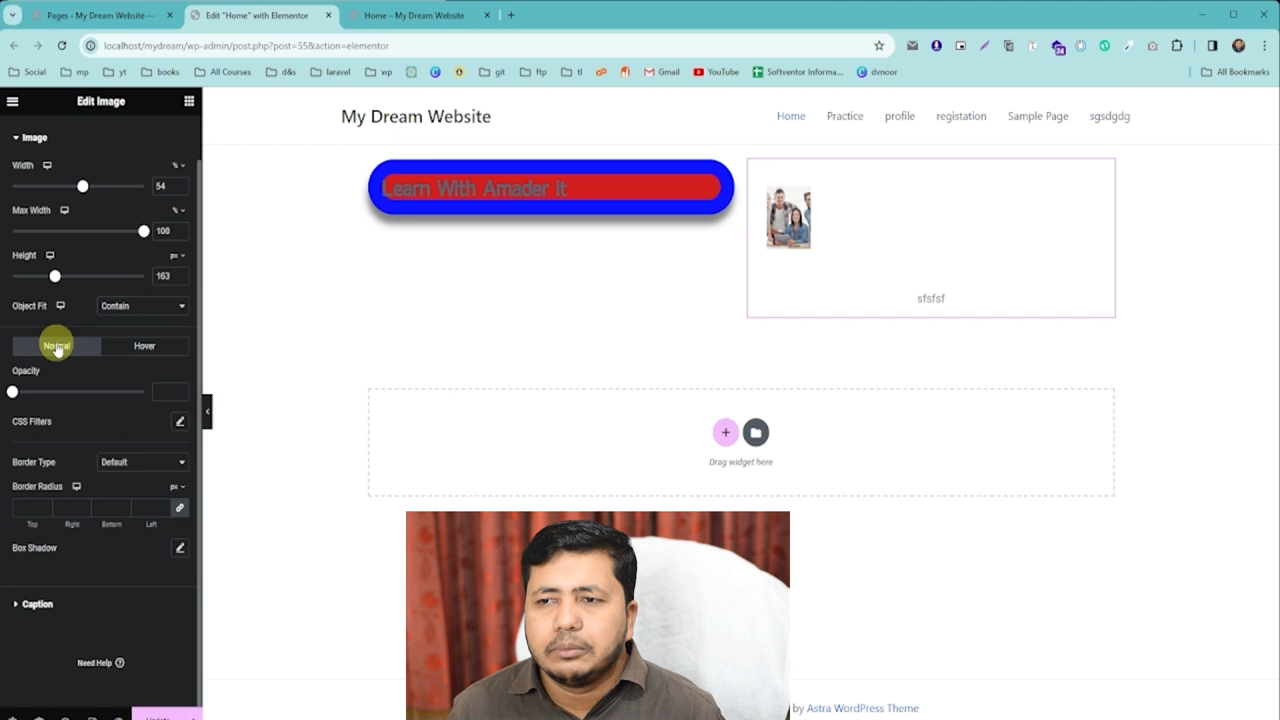 Pages ‹ My Dream Website —
Edit "Home" with Elementor
Home – My Dream Website
localhost/mydream/wp-admin/post.php?post=55&action=elementor
24
Social
mp
yt
books
All Courses
d&s
laravel
wp
git
ftp
tl
Gmail
YouTube
Softventor Informa...
dvnoor
All Bookmarks
Edit Image
Image
Width
%
54
Max Width
%
100
Height
px
163
Object Fit
Contain
Normal
Hover
Opacity
CSS Filters
Border Type
Default
Border Radius
px
Top
Right
Bottom
Left
Box Shadow
Caption
Need Help
Update
My Dream Website
Home
Practice
profile
registation
Sample Page
sgsdgdg
Learn With Amader it
sfsfsf
Drag widget here
by Astra WordPress Theme